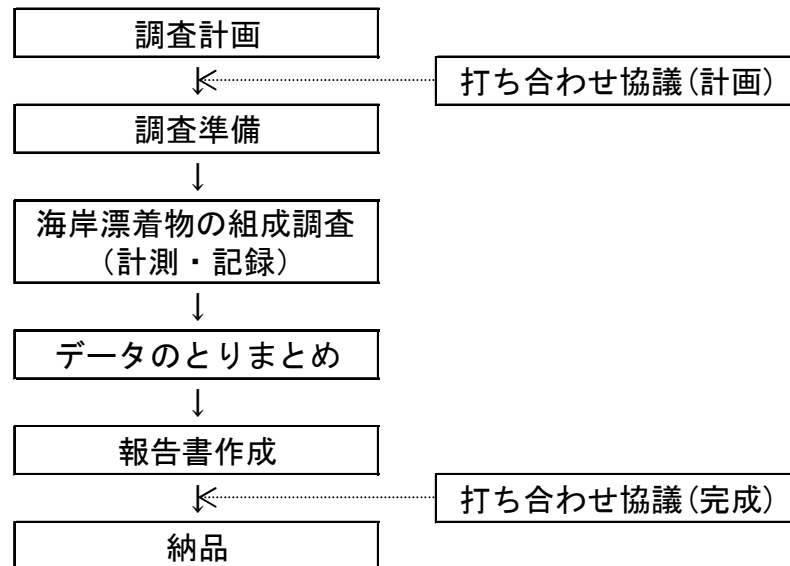 調査計画
打ち合わせ協議(計画)
調査準備
海岸漂着物の組成調査
(計測・記録)
データのとりまとめ
報告書作成
打ち合わせ協議(完成)
納品